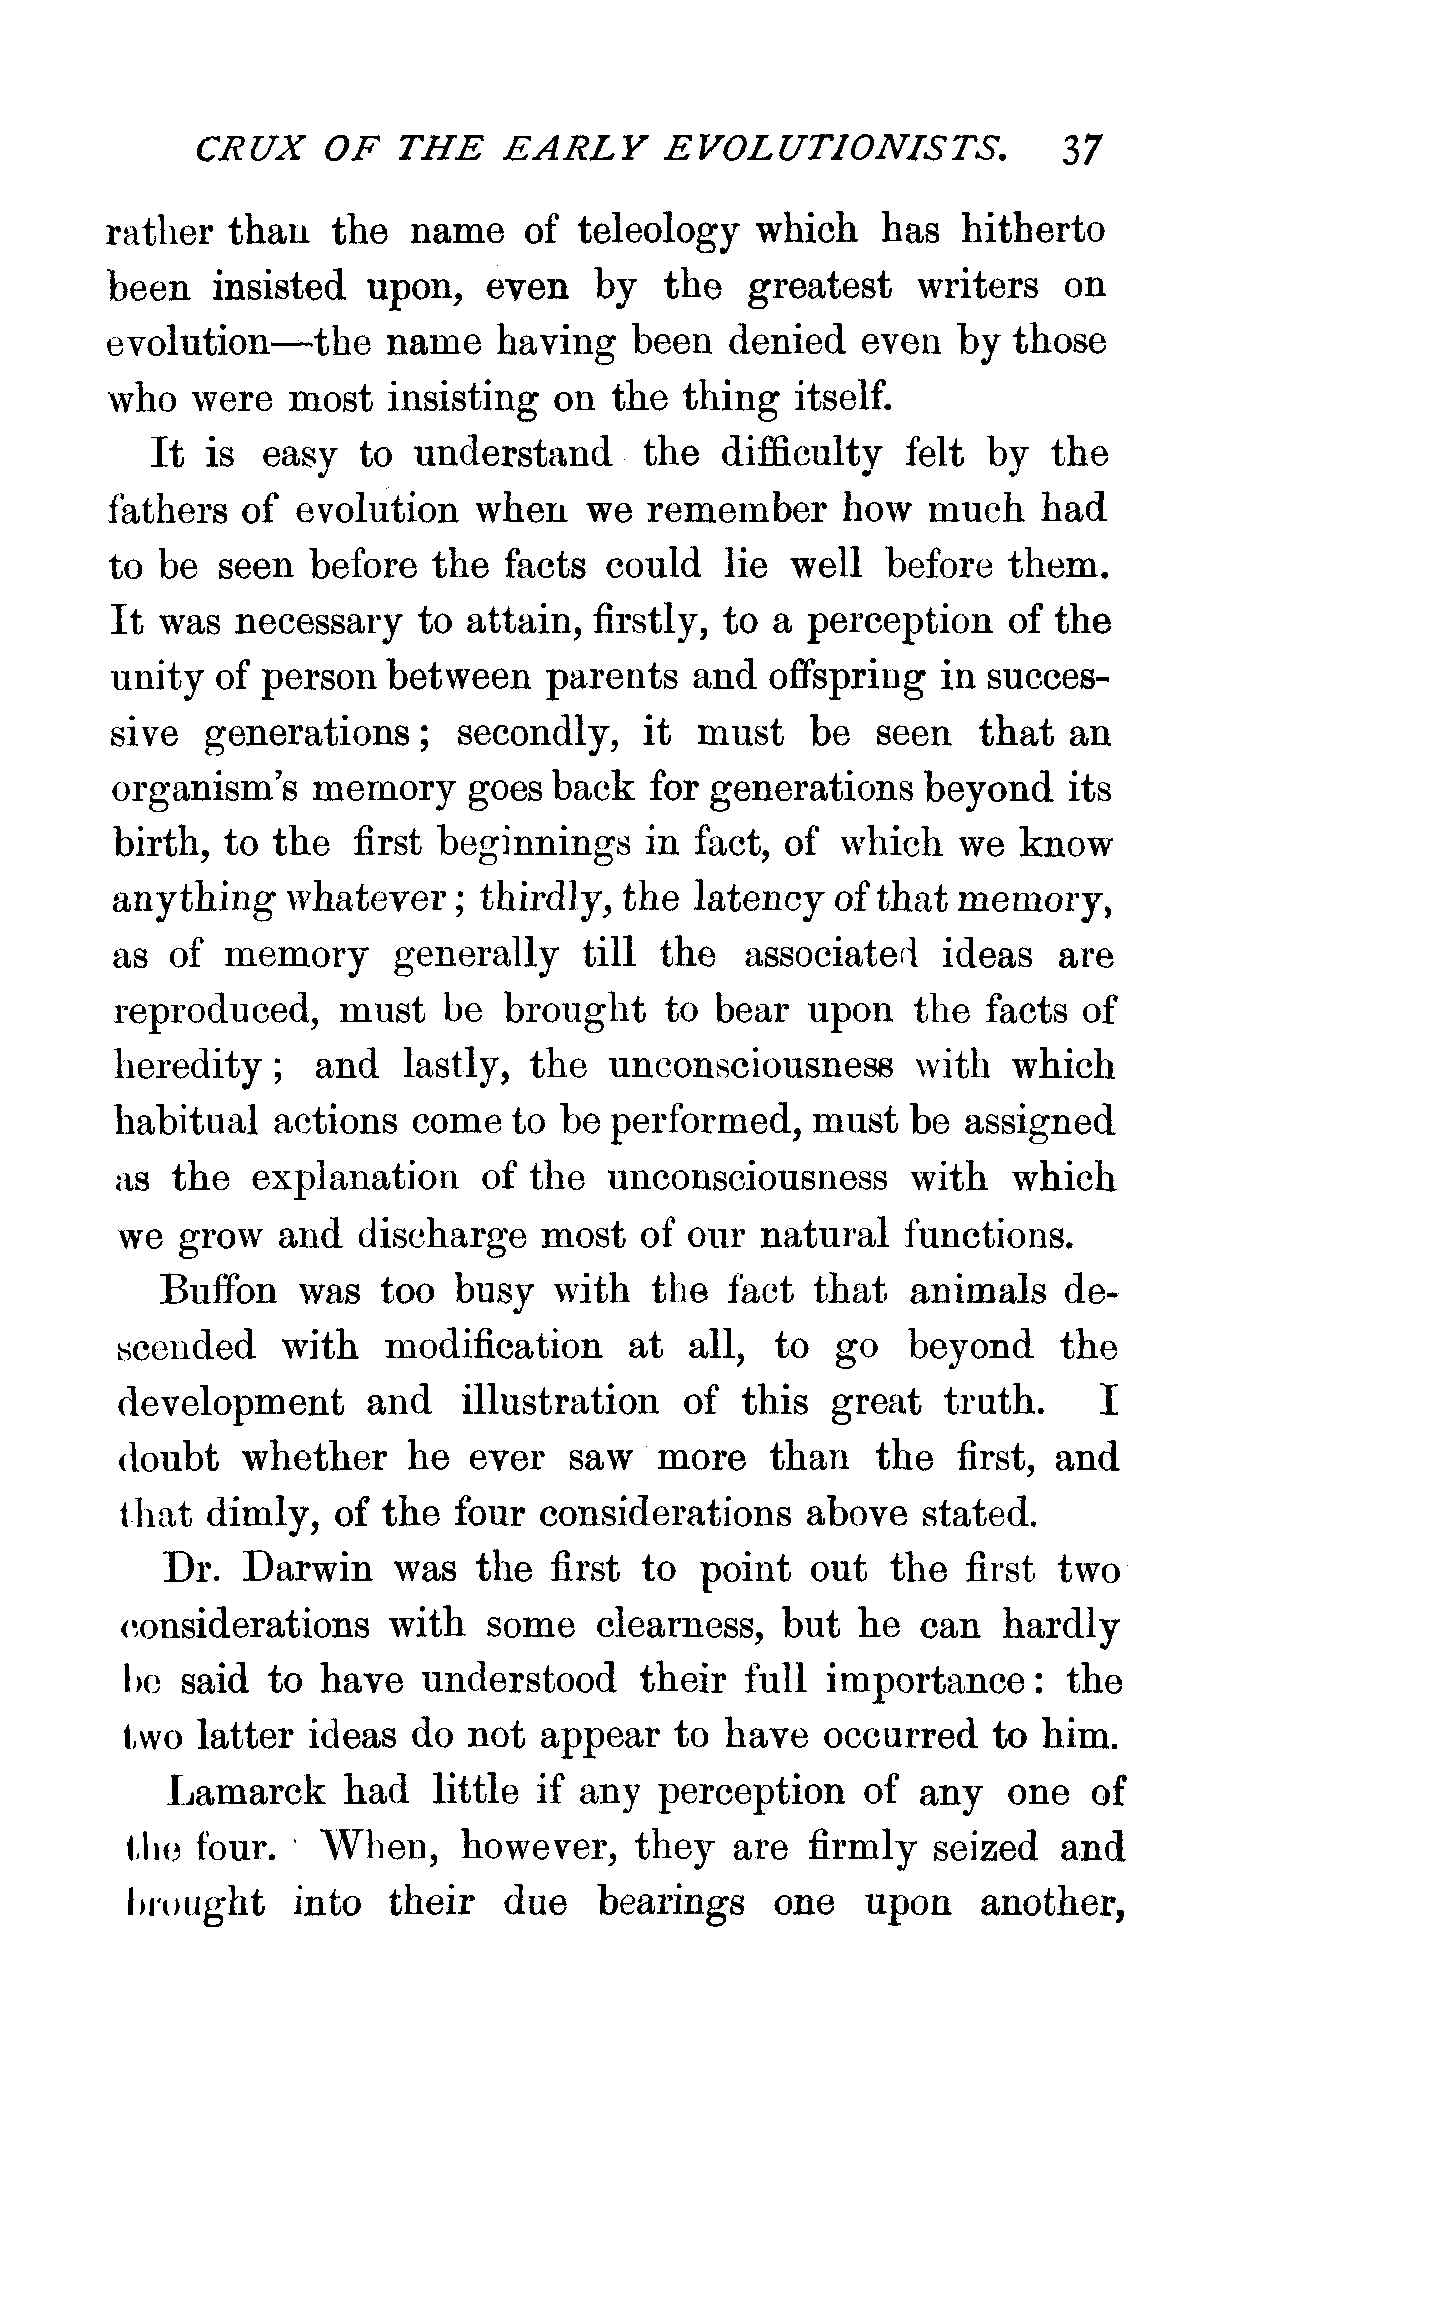 CRUX OF THE EARLY EVOLUTIONISTS. 37
rather than the name of teleology which has hitherto
been insisted upon, even by the greatest writers on
evolution—the name having been denied even by those
who were most insisting on the thing itself.
It is easy to understand the difficulty felt by the
fathers of evolution when we remember how much had
to be seen before the facts could lie well before them.
It was necessary to attain, firstly, to a perception of the
unity of person between parents and offspring in succes-
sive generations; secondly, it must be seen that an
organism's memory goes back for generations beyond its
birth, to the first beginnings in fact, of which we know
anything whatever; thirdly, the latency of that memory,
as of memory generally till the associated ideas are
reproduced, must be brought to bear upon the facts of
heredity; and lastly, the unconsciousness with which
habitual actions come to be performed, must be assigned
as the explanation of the unconsciousness with which
we grow and discharge most of our natural functions.
Buffon was too busy with the fact that animals de-
scended with modification at all, to go beyond the
development and illustration of this great truth. I
doubt whether he ever saw more than the first, and
that dimly, of the four considerations above stated.
Dr. Darwin was the first to point out the first two
considerations with some clearness, but he can hardly
be said to have understood their full importance: the
two latter ideas do not appear to have occurred to him.
Lamarck had little if any perception of any one of
the four. When, however, they are firmly seized and
brought into their due bearings one upon another,